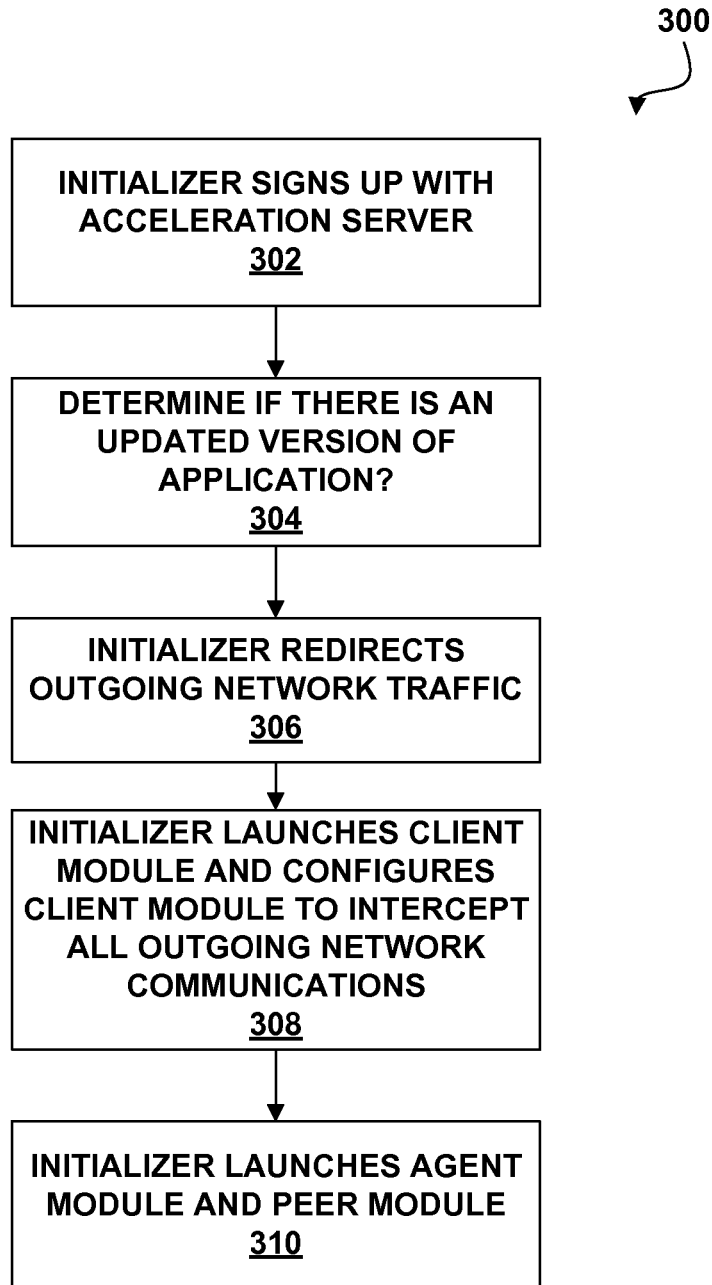 300
INITIALIZER SIGNS UP WITH
ACCELERATION SERVER
302
DETERMINE IF THERE IS AN
UPDATED VERSION OF
APPLICATION?
304
INITIALIZER REDIRECTS
OUTGOING NETWORK TRAFFIC
306
INITIALIZER LAUNCHES CLIENT
MODULE AND CONFIGURES
CLIENT MODULE TO INTERCEPT
ALL OUTGOING NETWORK
COMMUNICATIONS
308
INITIALIZER LAUNCHES AGENT
MODULE AND PEER MODULE
310